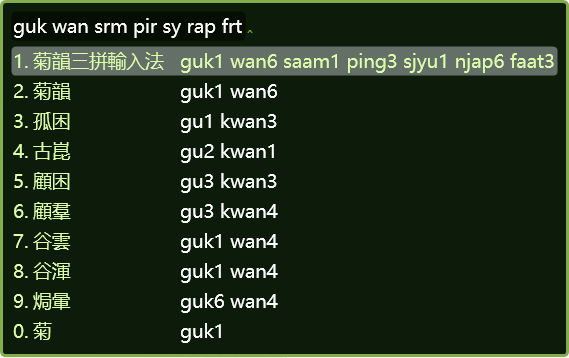 guk wan srm pir sy rap frt‸
1. 菊韻三拼輸入法 guk1 wan6 saam1 ping3 sjyu1 njap6 faat3
2. 菊韻 guk1 wan6
3. 孤困 gu1 kwan3
4. 古崑 gu2 kwan1
5. 顧困 gu3 kwan3
6. 顧羣 gu3 kwan4
7. 谷雲 guk1 wan4
8. 谷渾 guk1 wan4
9. 焗暈 guk6 wan4
0. 菊 guk1